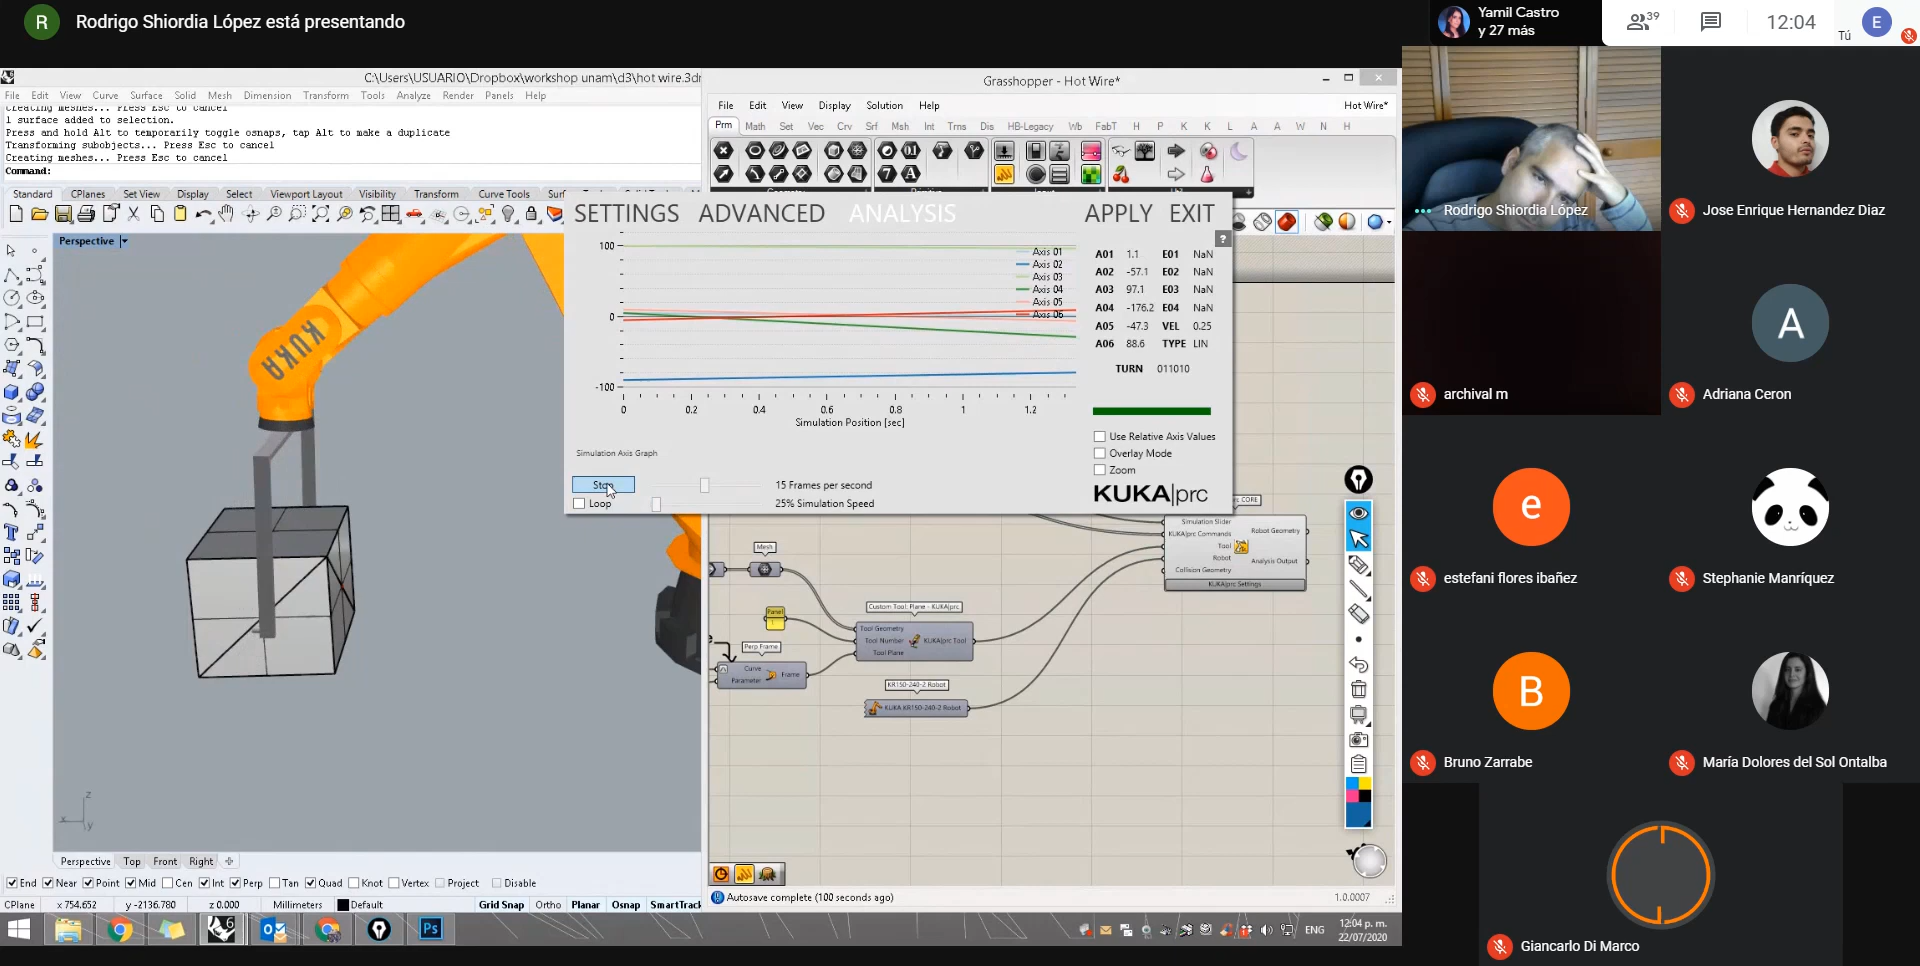 R Rodrigo Shiordia López está presentando
Yamil Castro
y 27 más
39
12:04
Tú
E
C:\Users\USUARIO\Dropbox\workshop unam\d3\hot wire.3dr
File Edit View Curve Surface Solid Mesh Dimension Transform Tools Analyze Render Panels Help
Creating meshes... Press Esc to cancel
1 surface added to selection.
Press and hold Alt to temporarily toggle osnaps, tap Alt to make a duplicate
Transforming subobjects... Press Esc to cancel
Creating meshes... Press Esc to cancel
Command:
Standard CPlanes Set View Display Select Viewport Layout Visibility Transform Curve Tools Surf
Perspective
KUKA
z
x
y
Perspective Top Front Right
End Near Point Mid Cen Int Perp Tan Quad Knot Vertex Project Disable
CPlane x 754.652 y -2136.780 z 0.000 Millimeters Default Grid Snap Ortho Planar Osnap SmartTrack
Grasshopper - Hot Wire*
File Edit View Display Solution Help Hot Wire*
Prm Math Set Vec Crv Srf Msh Int Trns Dis HB-Legacy Wb FabT H P K K L A A W N H
SETTINGS ADVANCED ANALYSIS APPLY EXIT
?
100
0
-100
Axis 01
Axis 02
Axis 03
Axis 04
Axis 05
Axis 06
0 0.2 0.4 0.6 0.8 1 1.2
Simulation Position [sec]
A01 1.1 E01 NaN
A02 -57.1 E02 NaN
A03 97.1 E03 NaN
A04 -176.2 E04 NaN
A05 -47.3 VEL 0.25
A06 88.6 TYPE LIN
TURN 011010
Use Relative Axis Values
Overlay Mode
Zoom
KUKA|prc
Simulation Axis Graph
Stop
15 Frames per second
Loop
25% Simulation Speed
CORE
Simulation Slider
KUKA|prc Commands
Tool
Robot
Collision Geometry
Robot Geometry
Analysis Output
KUKA|prc Settings
Mesh
Panel
Perp Frame
Curve
Parameter
Frame
Custom Tool: Plane - KUKA|prc
Tool Geometry
Tool Number
Tool Plane
KUKA|prc Tool
KR150-240-2 Robot
KUKA KR150-240-2 Robot
Autosave complete (100 seconds ago)
1.0.0007
6
Ps
ENG
12:04 p. m.
22/07/2020
Rodrigo Shiordia López
Jose Enrique Hernandez Diaz
archival m
A
Adriana Ceron
e
estefani flores ibañez
Stephanie Manríquez
B
Bruno Zarrabe
María Dolores del Sol Ontalba
Giancarlo Di Marco